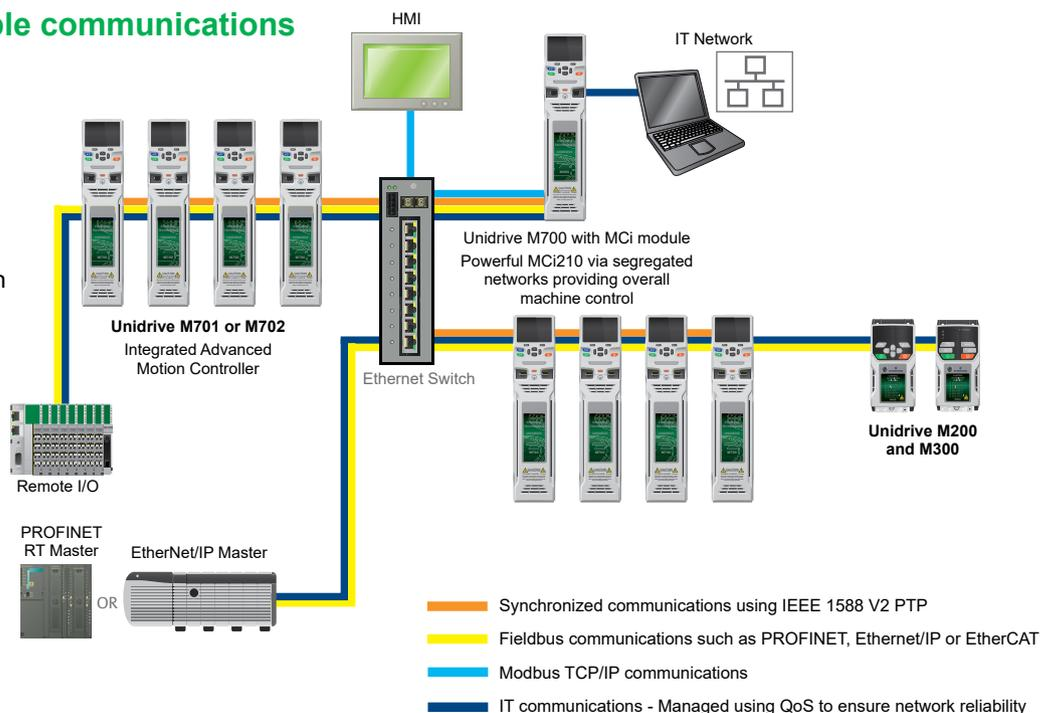 ble communications
HMI
IT Network
Unidrive M700 with MCi module
Powerful MCi210 via segregated
networks providing overall
machine control
n
Unidrive M701 or M702
Integrated Advanced
Motion Controller
Ethernet Switch
Unidrive M200
and M300
Remote I/O
PROFINET
RT Master
OR
EtherNet/IP Master
Synchronized communications using IEEE 1588 V2 PTP
Fieldbus communications such as PROFINET, Ethernet/IP or EtherCAT
Modbus TCP/IP communications
IT communications - Managed using QoS to ensure network reliability